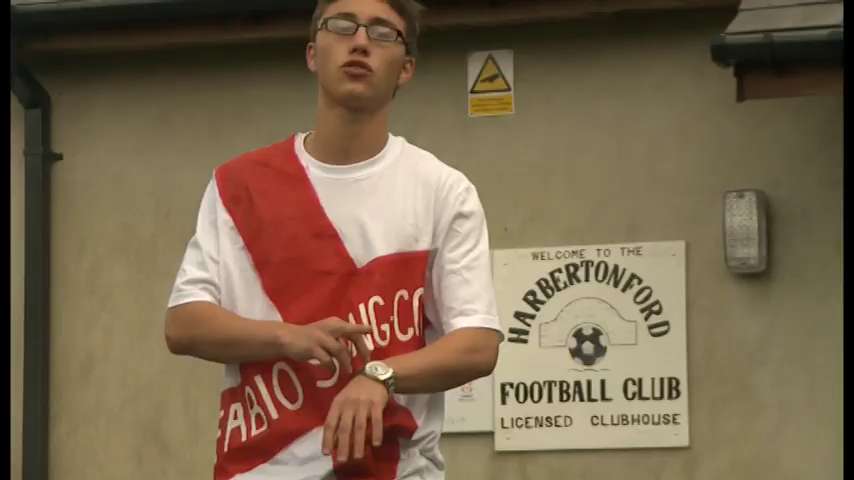 WELCOME TO THE
HARBERTONFORD
FOOTBALL CLUB
LICENSED CLUBHOUSE
FABIO